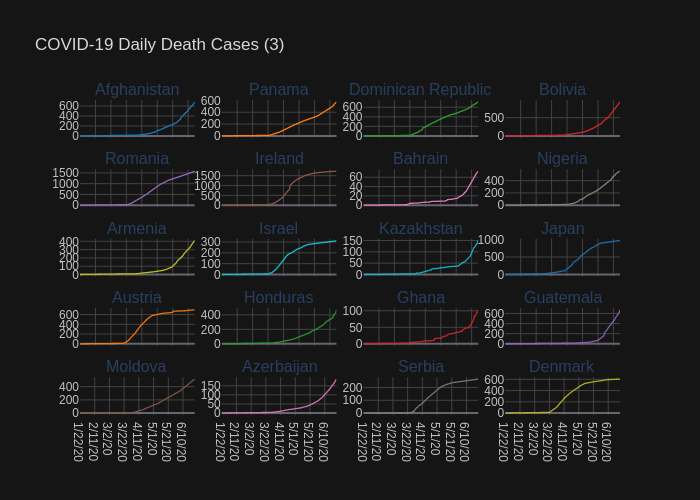 COVID-19 Daily Death Cases (3)
Afghanistan Panama Dominican Republic Bolivia
600 400 200 0
600 400 200 0
600 400 200 0
500 0
Romania Ireland Bahrain Nigeria
1500 1000 500 0
1500 1000 500 0
60 40 20 0
400 200 0
Armenia Israel Kazakhstan Japan
400 300 200 100 0
300 200 100 0
150 100 50 0
1000 500 0
Austria Honduras Ghana Guatemala
600 400 200 0
400 200 0
100 50 0
600 400 200 0
Moldova Azerbaijan Serbia Denmark
400 200 0
150 100 50 0
200 100 0
600 400 200 0
1/22/20 2/11/20 3/2/20 3/22/20 4/11/20 5/1/20 5/21/20 6/10/20
1/22/20 2/11/20 3/2/20 3/22/20 4/11/20 5/1/20 5/21/20 6/10/20
1/22/20 2/11/20 3/2/20 3/22/20 4/11/20 5/1/20 5/21/20 6/10/20
1/22/20 2/11/20 3/2/20 3/22/20 4/11/20 5/1/20 5/21/20 6/10/20